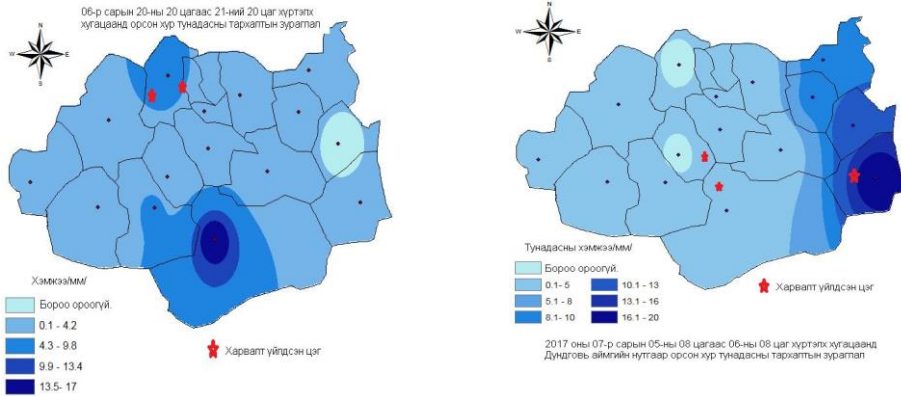 06-р сарын 20-ны 20 цагаас 21-ний 20 цаг хүртэлх
хугацаанд орсон хур тунадасны тархалтын зураглал
N
W
E
S
Хэмжээ/мм/
Бороо ороогүй.
0.1 - 4.2
4.3 - 9.8
9.9 - 13.4
13.5- 17
Харвалт үйлдсэн цэг
N
W
E
S
Тунадасны хэмжээ/мм/
Бороо ороогүй.
0.1 - 5
5.1 - 8
8.1- 10
10.1 - 13
13.1 - 16
16.1 - 20
Харвалт үйлдсэн цэг
2017 оны 07-р сарын 05-ны 08 цагаас 06-ны 08 цаг хүртэлх хугацаанд
Дундговь аймгийн нутгаар орсон хур тунадасны тархалтын зураглал